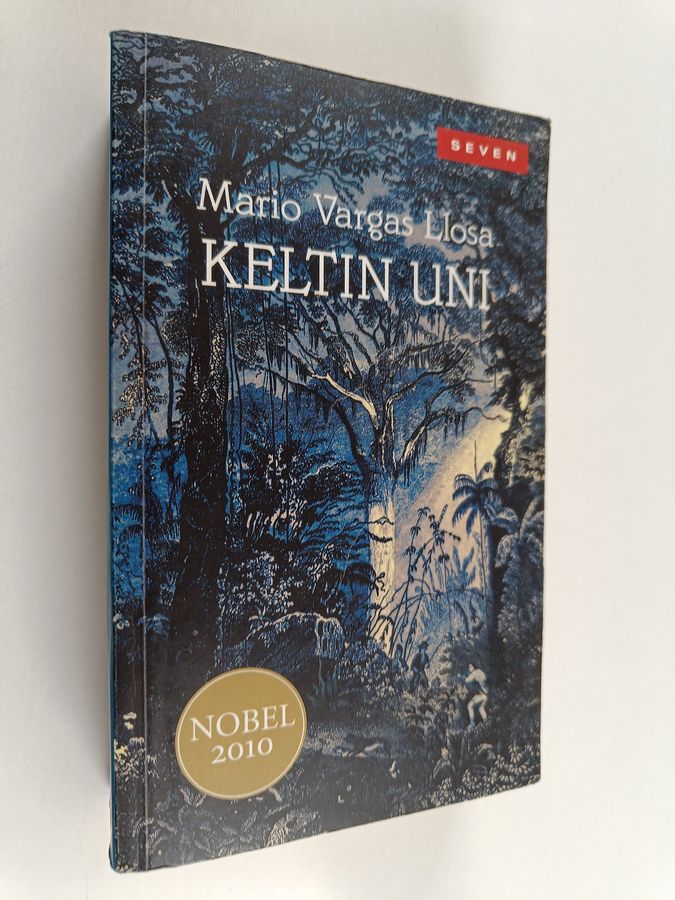 SEVEN
Mario Vargas Llosa
KELTIN UNI
NOBEL
2010